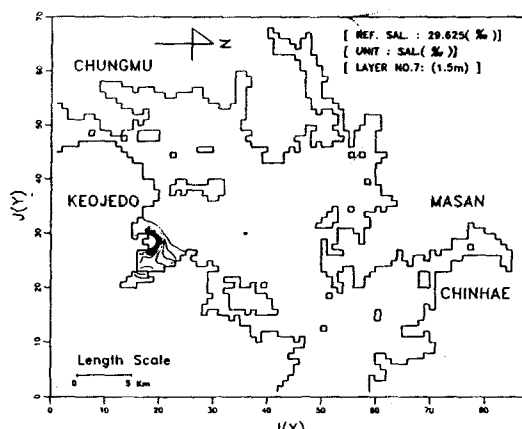 [ REF. SAL. : 29.625(‰)]
[ UNIT : SAL.(‰)]
[ LAYER NO.7: (1.5m) ]
Z
CHUNGMU
KEOJEDO
MASAN
CHINHAE
Length Scale
0 5 Km
J(Y)
70
60
50
40
30
20
10
0
0 10 20 30 40 50 60 70 80